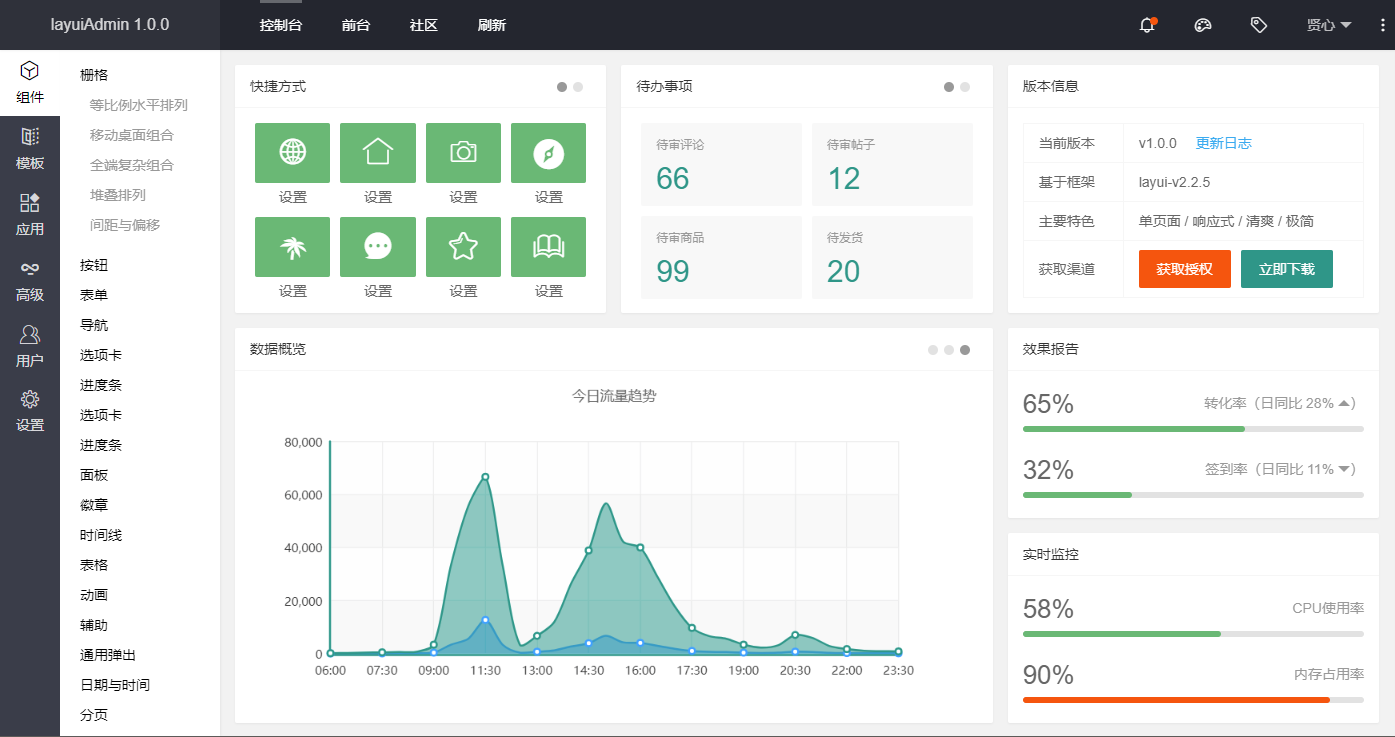 layuiAdmin 1.0.0
控制台 前台 社区 刷新
贤心
组件
模板
应用
高级
用户
设置
栅格
等比例水平排列
移动桌面组合
全端复杂组合
堆叠排列
间距与偏移
按钮
表单
导航
选项卡
进度条
选项卡
进度条
面板
徽章
时间线
表格
动画
辅助
通用弹出
日期与时间
分页
快捷方式
设置 设置 设置 设置
设置 设置 设置 设置
待办事项
待审评论
66
待审帖子
12
待审商品
99
待发货
20
版本信息
当前版本 v1.0.0 更新日志
基于框架 layui-v2.2.5
主要特色 单页面 / 响应式 / 清爽 / 极简
获取渠道 获取授权 立即下载
数据概览
今日流量趋势
80,000
60,000
40,000
20,000
0
06:00 07:30 09:00 11:30 13:00 14:30 16:00 17:30 19:00 20:30 22:00 23:30
效果报告
65% 转化率（日同比 28% ）
32% 签到率（日同比 11% ）
实时监控
58% CPU使用率
90% 内存占用率